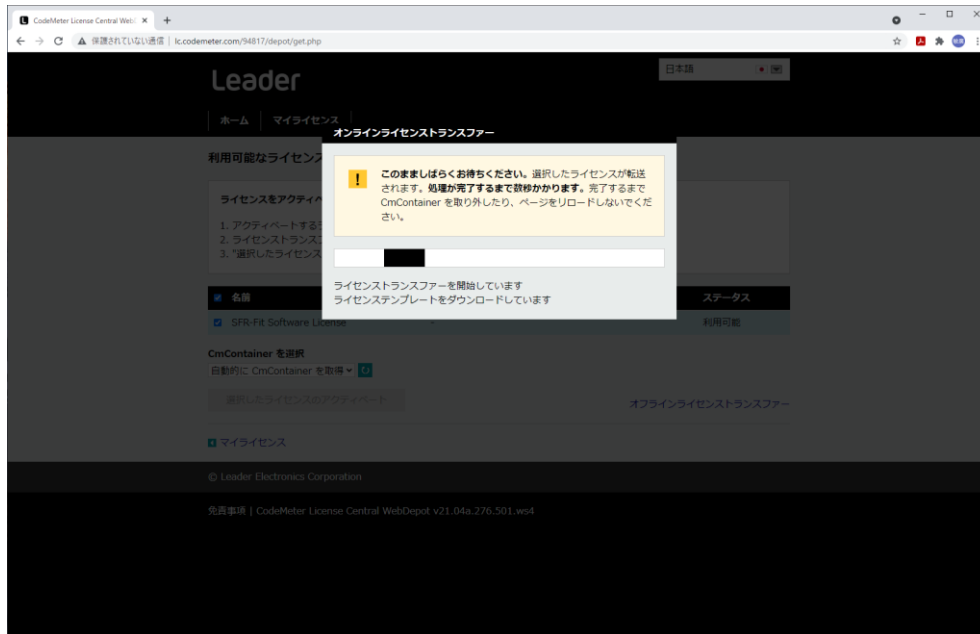 CodeMeter License Central Web
保護されていない通信 | lc.codemeter.com/94817/depot/get.php
Leader
日本語
ホーム マイライセンス
オンラインライセンストランスファー
利用可能なライセンス
このまましばらくお待ちください。選択したライセンスが転送
されます。処理が完了するまで数秒かかります。完了するまで
CmContainer を取り外したり、ページをリロードしないでくだ
さい。
ライセンスをアクティベ
1. アクティベートする
2. ライセンストランスフ
3. "選択したライセンス
ライセンストランスファーを開始しています
ライセンステンプレートをダウンロードしています
名前 ステータス
SFR-Fit Software License - 利用可能
CmContainer を選択
自動的に CmContainer を取得
選択したライセンスのアクティベート
オフラインライセンストランスファー
マイライセンス
© Leader Electronics Corporation
免責事項 | CodeMeter License Central WebDepot v21.04a.276.501.ws4